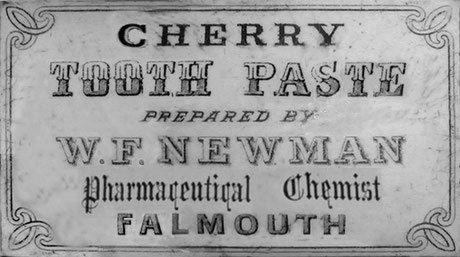 CHERRY
TOOTH PASTE
PREPARED BY
W. F. NEWMAN
Pharmaceutical Chemist
FALMOUTH